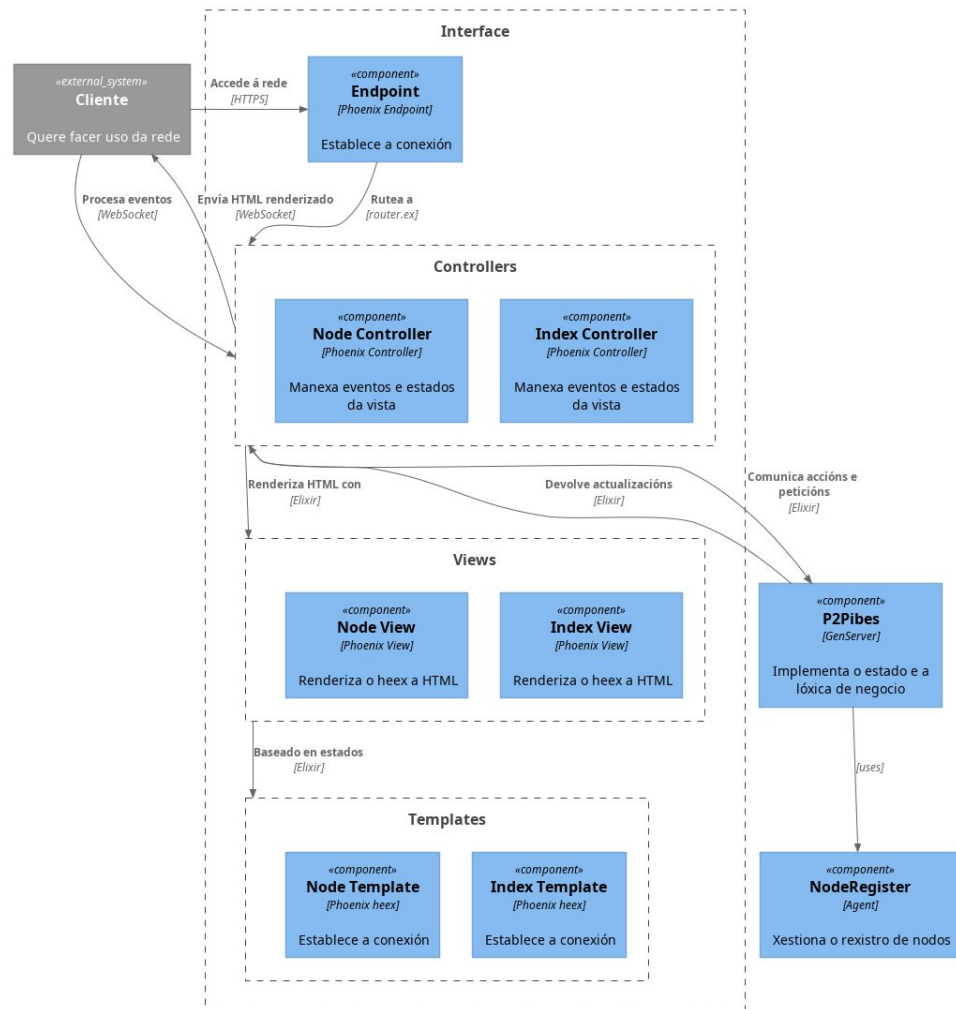 Interface
«external_system»
Cliente
Quere facer uso da rede
Accede á rede
[HTTPS]
«component»
Endpoint
[Phoenix Endpoint]
Establece a conexión
Procesa eventos
[WebSocket]
Envía HTML renderizado
[WebSocket]
Rutea a
[router.ex]
Controllers
«component»
Node Controller
[Phoenix Controller]
Manexa eventos e estados
da vista
«component»
Index Controller
[Phoenix Controller]
Manexa eventos e estados
da vista
Renderiza HTML con
[Elixir]
Devolve actualizacións
[Elixir]
Comunica accións e
peticións
[Elixir]
Views
«component»
Node View
[Phoenix View]
Renderiza o heex a HTML
«component»
Index View
[Phoenix View]
Renderiza o heex a HTML
«component»
P2Pibes
[GenServer]
Implementa o estado e a
lóxica de negocio
Baseado en estados
[Elixir]
[uses]
Templates
«component»
Node Template
[Phoenix heex]
Establece a conexión
«component»
Index Template
[Phoenix heex]
Establece a conexión
«component»
NodeRegister
[Agent]
Xestiona o rexistro de nodos